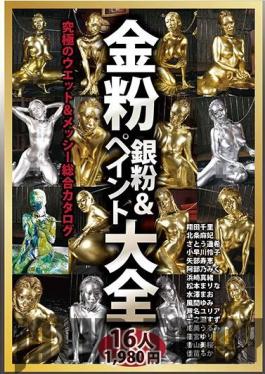 究極のウエット&メッシー総合カタログ
金粉
銀粉&
ペイント
大全
翔田千里
北条麻妃
さとう遥希
小早川怜子
矢部寿恵
阿部乃みく
浜崎真緒
松本まりな
水澤まお
風間ゆみ
16人
1,980円